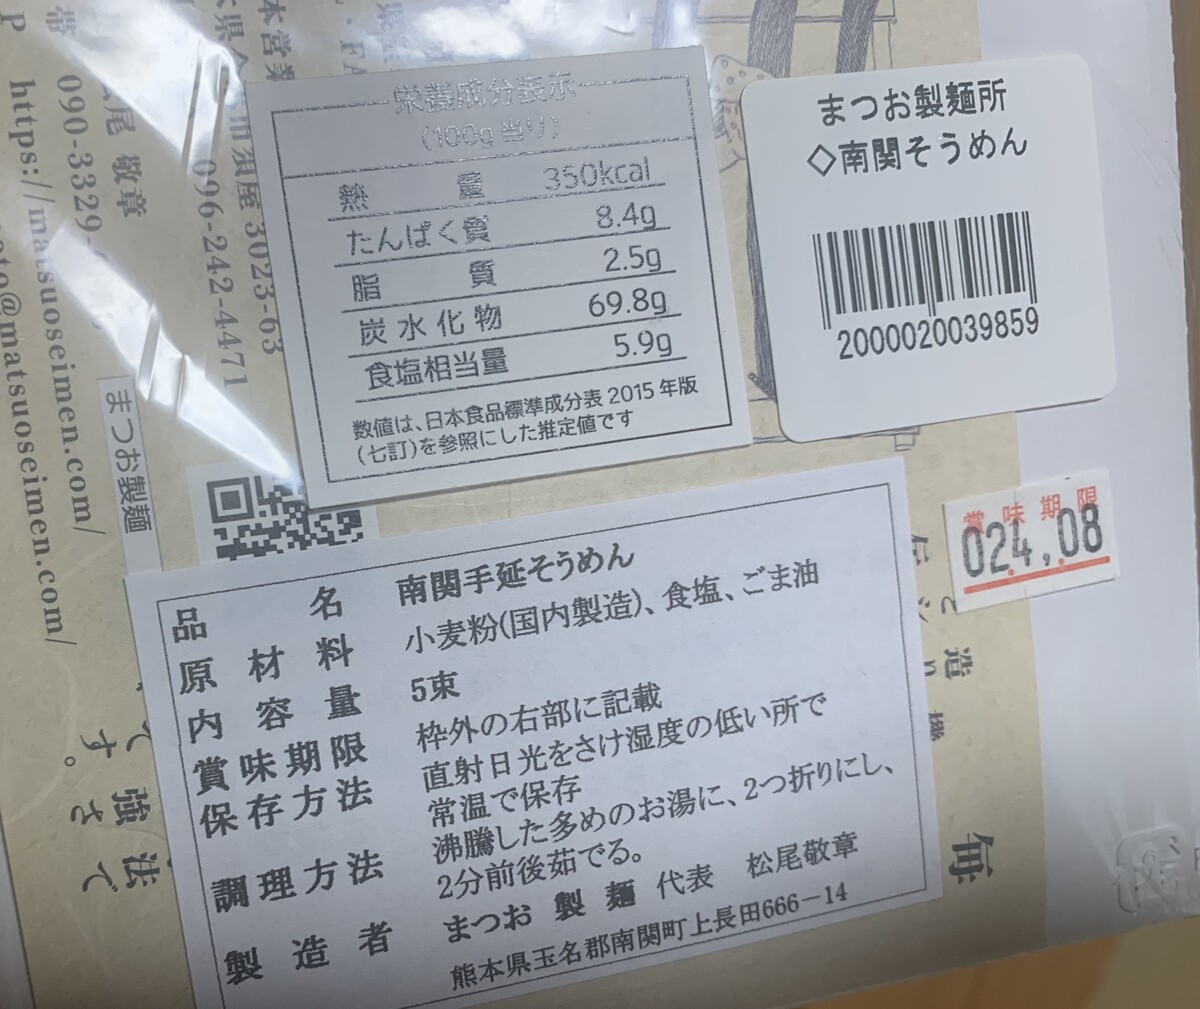 栄養成分表示
(100g 当り)
熱量 350kcal
たんぱく質 8.4g
脂質 2.5g
炭水化物 69.8g
食塩相当量 5.9g
数値は、日本食品標準成分表 2015 年版
(七訂)を参照にした推定値です
まつお製麺所
◇南関そうめん
2000020039859
賞味期限
024.08
品名 南関手延そうめん
原材料 小麦粉(国内製造)、食塩、ごま油
内容量 5束
賞味期限 枠外の右部に記載
保存方法 直射日光をさけ湿度の低い所で
常温で保存
調理方法 沸騰した多めのお湯に、2つ折りにし、
2分前後茹でる。
製造者 まつお製麺 代表 松尾敬章
熊本県玉名郡南関町上長田666-14
須屋 3023-63
096-242-4471
尾 敬章
090-3329-
https://matsuoseimen.com/
@matsuoseimen.com/
まつお製麺